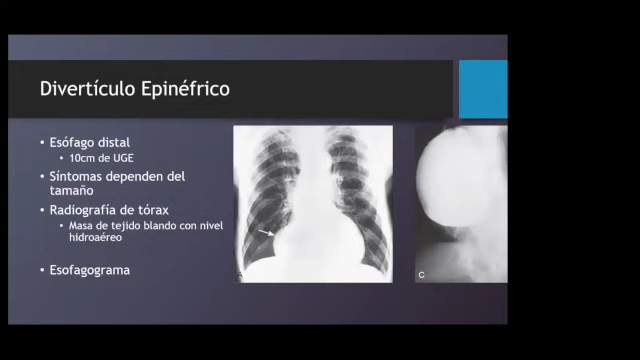 Divertículo Epinéfrico
• Esófago distal
• 10cm de UGE
• Síntomas dependen del
tamaño
• Radiografía de tórax
• Masa de tejido blando con nivel
hidroaéreo
• Esofagograma
C